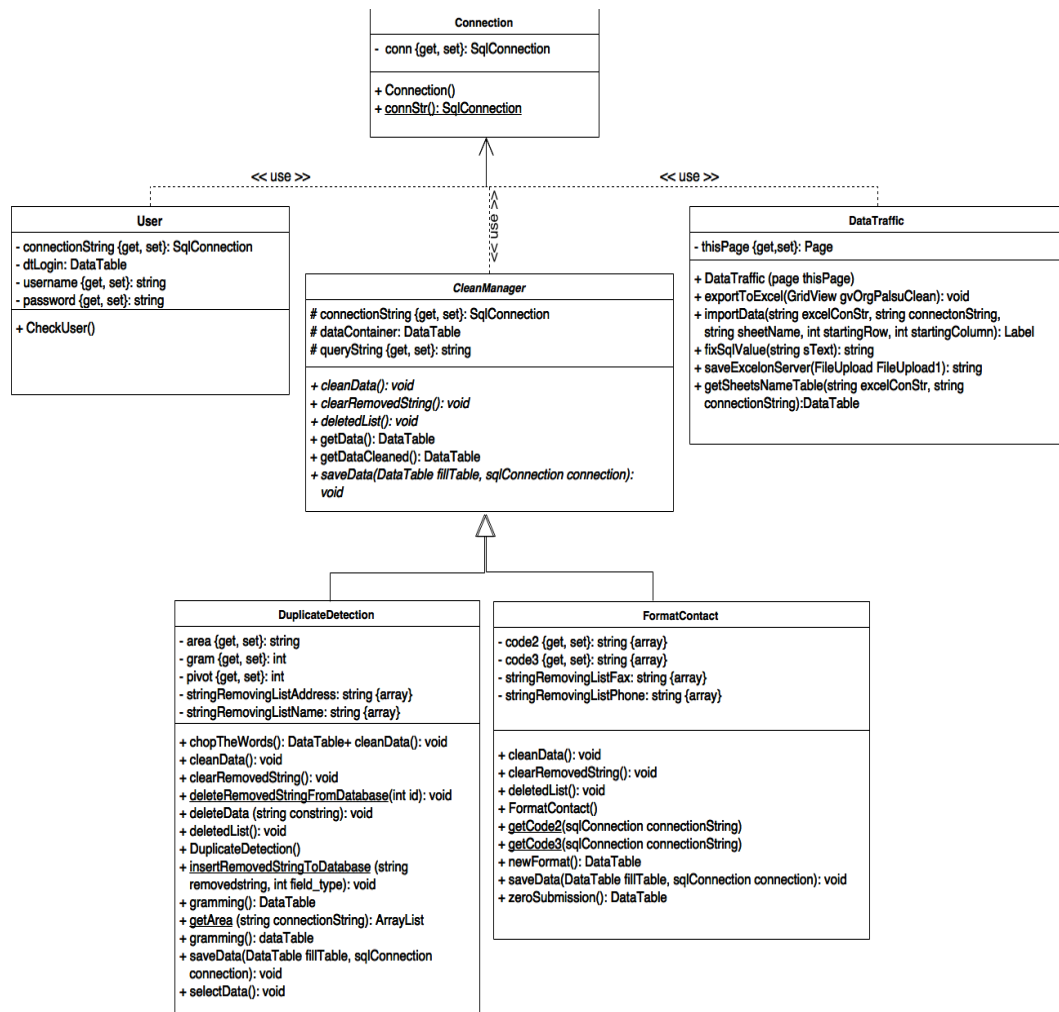 Connection
- conn {get, set}: SqlConnection
+ Connection()
+ connStr(): SqlConnection
<< use >>
<< use >>
<< use >>
User
- connectionString {get, set}: SqlConnection
- dtLogin: DataTable
- username {get, set}: string
- password {get, set}: string
+ CheckUser()
CleanManager
# connectionString {get, set}: SqlConnection
# dataContainer: DataTable
# queryString {get, set}: string
+ cleanData(): void
+ clearRemovedString(): void
+ deletedList(): void
+ getData(): DataTable
+ getDataCleaned(): DataTable
+ saveData(DataTable fillTable, sqlConnection connection):
void
DataTraffic
- thisPage {get,set}: Page
+ DataTraffic (page thisPage)
+ exportToExcel(GridView gvOrgPalsuClean): void
+ importData(string excelConStr, string connectonString,
string sheetName, int startingRow, int startingColumn): Label
+ fixSqlValue(string sText): string
+ saveExcelonServer(FileUpload FileUpload1): string
+ getSheetsNameTable(string excelConStr, string
connectionString):DataTable
DuplicateDetection
- area {get, set}: string
- gram {get, set}: int
- pivot {get, set}: int
- stringRemovingListAddress: string {array}
- stringRemovingListName: string {array}
+ chopTheWords(): DataTable+ cleanData(): void
+ cleanData(): void
+ clearRemovedString(): void
+ deleteRemovedStringFromDatabase(int id): void
+ deleteData (string constring): void
+ deletedList(): void
+ DuplicateDetection()
+ insertRemovedStringToDatabase (string
removedstring, int field_type): void
+ gramming(): DataTable
+ getArea (string connectionString): ArrayList
+ gramming(): dataTable
+ saveData(DataTable fillTable, sqlConnection
connection): void
+ selectData(): void
FormatContact
- code2 {get, set}: string {array}
- code3 {get, set}: string {array}
- stringRemovingListFax: string {array}
- stringRemovingListPhone: string {array}
+ cleanData(): void
+ clearRemovedString(): void
+ deletedList(): void
+ FormatContact()
+ getCode2(sqlConnection connectionString)
+ getCode3(sqlConnection connectionString)
+ newFormat(): DataTable
+ saveData(DataTable fillTable, sqlConnection connection): void
+ zeroSubmission(): DataTable